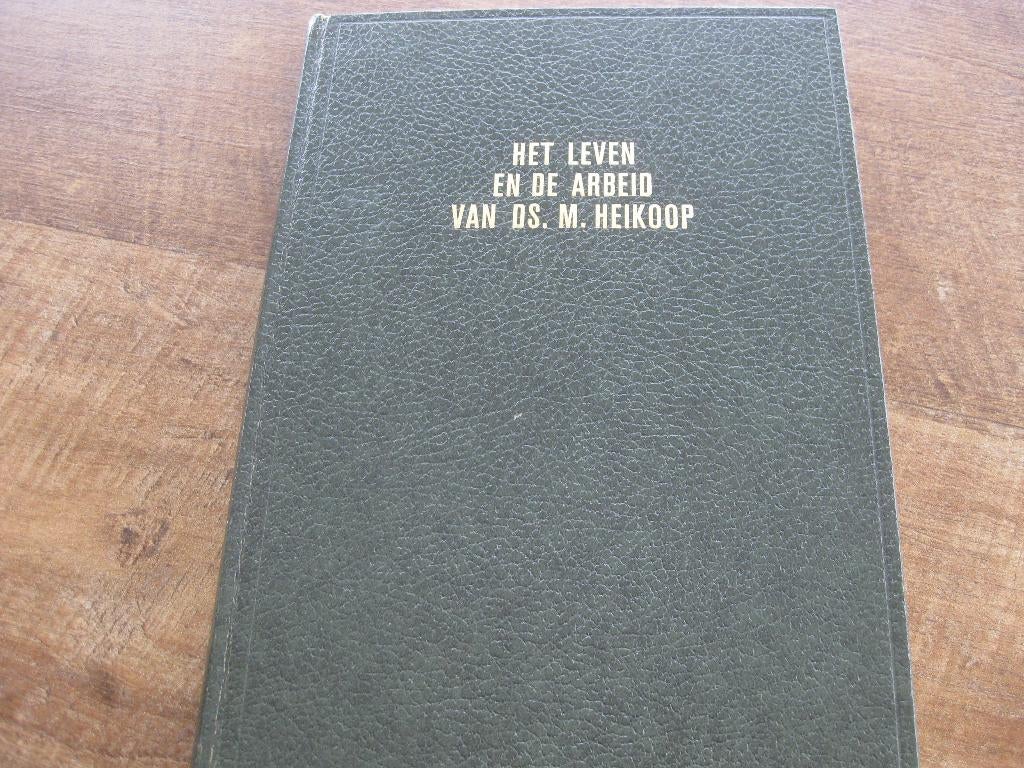 HET LEVEN
EN DE ARBEID
VAN DS. M. HEIKOOP